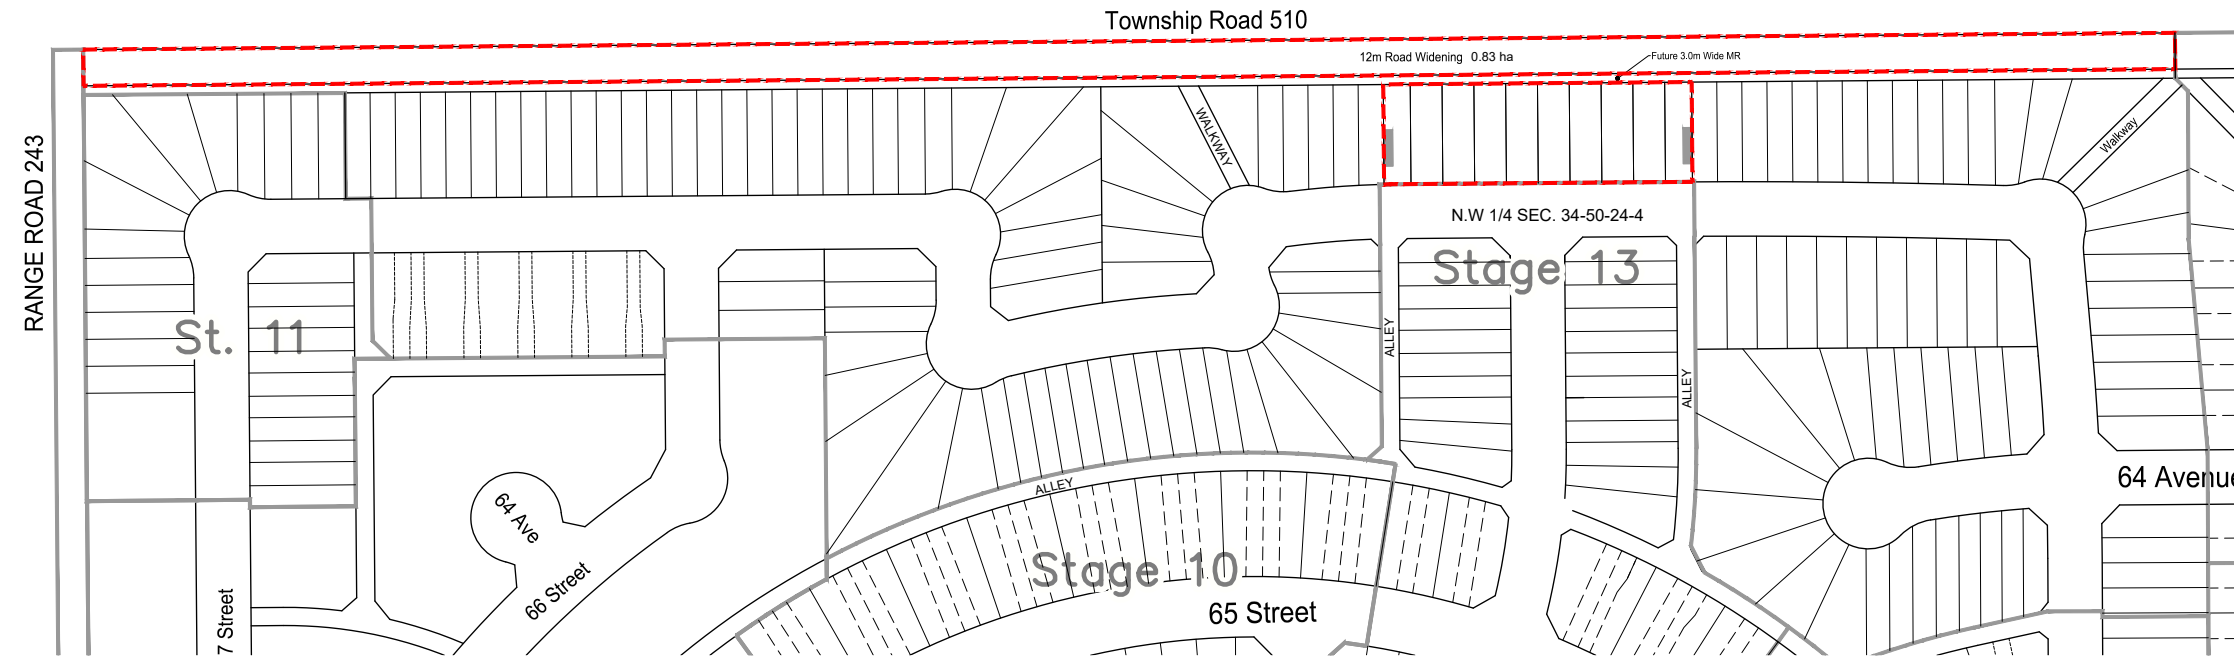 Township Road 510
12m Road Widening 0.83 ha
Future 3.0m Wide MR
RANGE ROAD 243
WALKWAY
Walkway
N.W 1/4 SEC. 34-50-24-4
Stage 13
St. 11
ALLEY
ALLEY
64 Avenue
ALLEY
64 Ave
Stage 10
66 Street
65 Street
7 Street